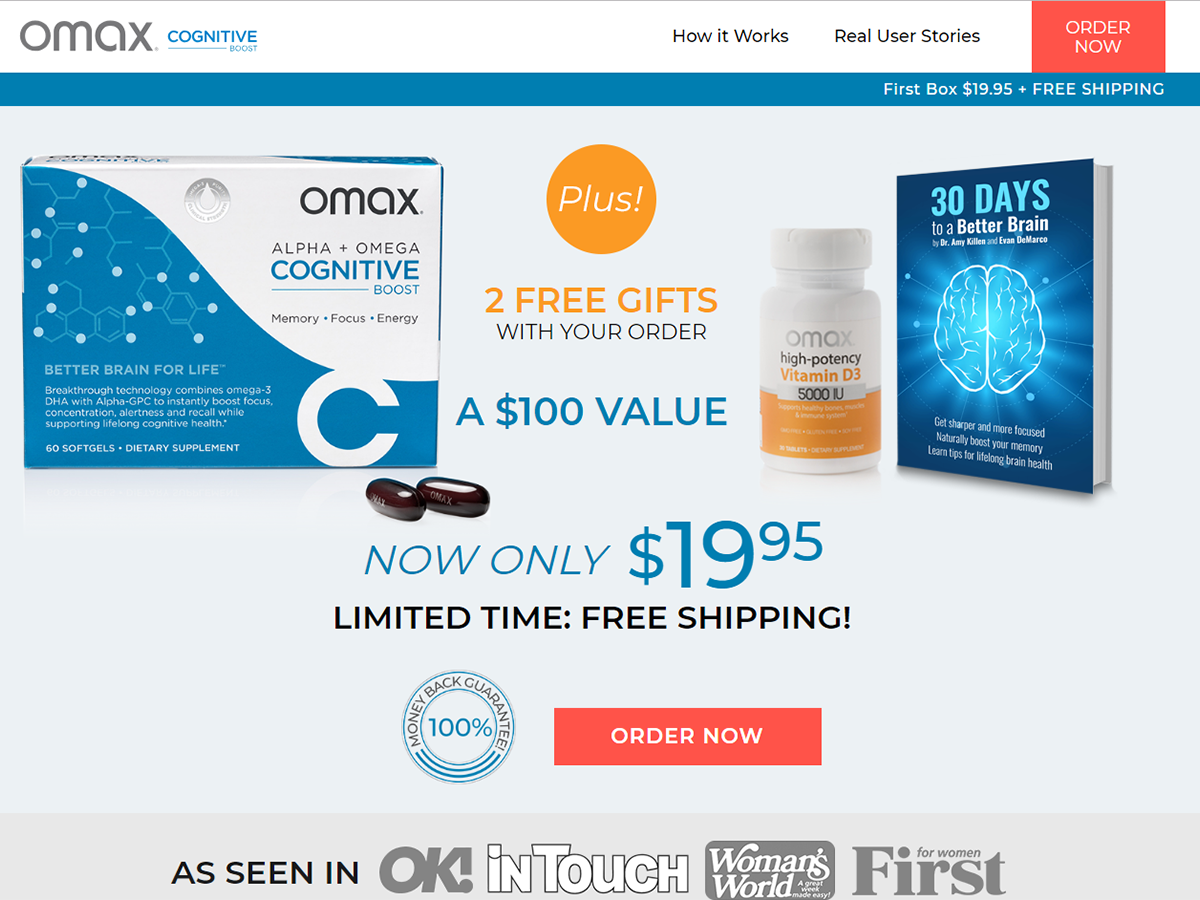 omax® COGNITIVE
BOOST
How it Works
Real User Stories
ORDER
NOW
First Box $19.95 + FREE SHIPPING
omax
COGNITIVE
omax®
ALPHA + OMEGA
COGNITIVE
BOOST
Memory • Focus • Energy
BETTER BRAIN FOR LIFE™
Breakthrough technology combines omega-3
DHA with Alpha-GPC to instantly boost focus,
concentration, alertness and recall while
supporting lifelong cognitive health.*
60 SOFTGELS • DIETARY SUPPLEMENT
OMAX
OMAX
Plus!
2 FREE GIFTS
WITH YOUR ORDER
A $100 VALUE
omax
high-potency
Vitamin D3
5000 IU
Supports healthy bones, muscles
& immune system*
TABLETS • DIETARY SUPPLEMENT
30 DAYS
to a Better Brain
by Dr. Amy Killen and Evan DeMarco
Get sharper and more focused
Naturally boost your memory
Learn tips for lifelong brain health
NOW ONLY $1995
LIMITED TIME: FREE SHIPPING!
MONEY BACK GUARANTEE!
100%
ORDER NOW
AS SEEN IN
OK!
INTOUCH
Woman's
World
A great
week
made easy!
for women
First